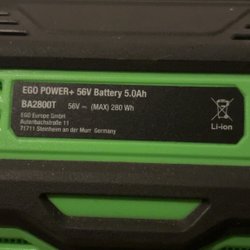 EGO POWER+ 56V Battery 5.0Ah
BA2800T 56V ⎓ (MAX) 280 Wh
EGO Europe GmbH
Autenbachstraße 11
71711 Steinheim an der Murr Germany
Li-ion